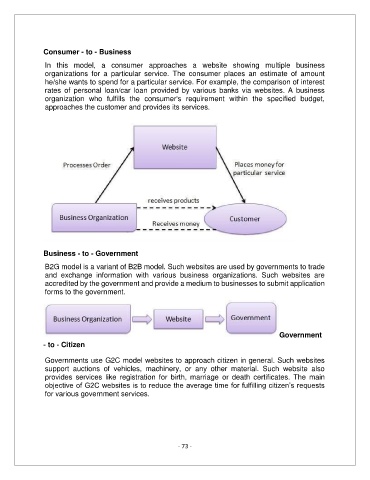 Consumer - to - Business
In this model, a consumer approaches a website showing multiple business
organizations for a particular service. The consumer places an estimate of amount
he/she wants to spend for a particular service. For example, the comparison of interest
rates of personal loan/car loan provided by various banks via websites. A business
organization who fulfills the consumer's requirement within the specified budget,
approaches the customer and provides its services.
Website
Processes Order
Places money for
particular service
receives products
Business Organization
Customer
Receives money
Business - to - Government
B2G model is a variant of B2B model. Such websites are used by governments to trade
and exchange information with various business organizations. Such websites are
accredited by the government and provide a medium to businesses to submit application
forms to the government.
Business Organization
Website
Government
Government
- to - Citizen
Governments use G2C model websites to approach citizen in general. Such websites
support auctions of vehicles, machinery, or any other material. Such website also
provides services like registration for birth, marriage or death certificates. The main
objective of G2C websites is to reduce the average time for fulfilling citizen's requests
for various government services.
- 73 -